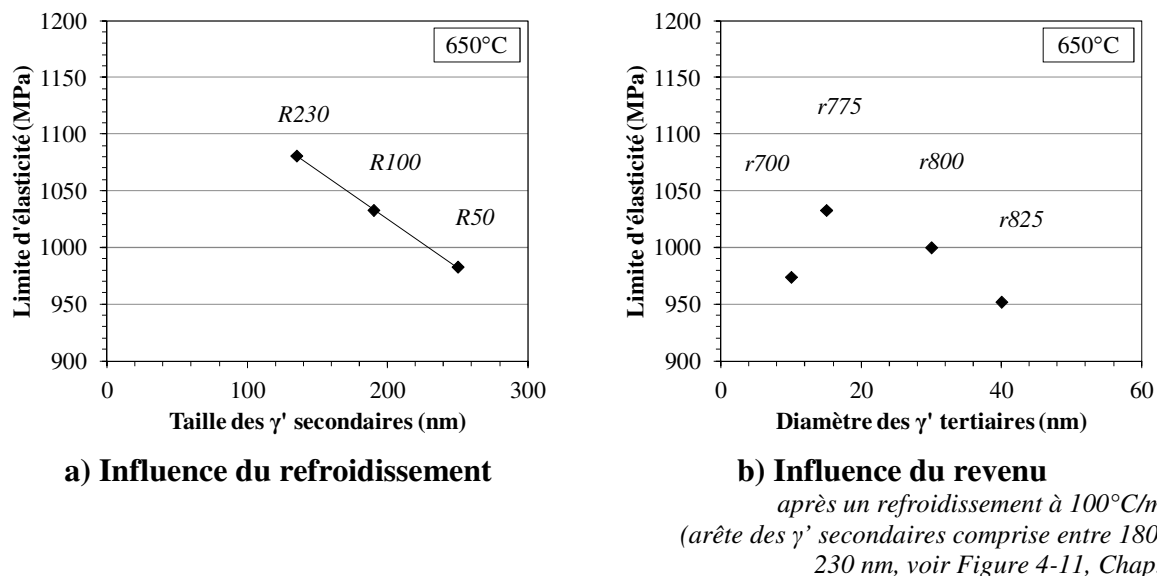 1200
1150
1100
1050
1000
950
900
Limite d'élasticité (MPa)
650°C
R230
R100
R50
0
100
200
300
Taille des γ' secondaires (nm)
a) Influence du refroidissement
1200
1150
1100
1050
1000
950
900
Limite d'élasticité (MPa)
650°C
r775
r700
r800
r825
0
20
40
60
Diamètre des γ' tertiaires (nm)
b) Influence du revenu
après un refroidissement à 100°C/m
(arête des γ’ secondaires comprise entre 180
230 nm, voir Figure 4-11, Chap.